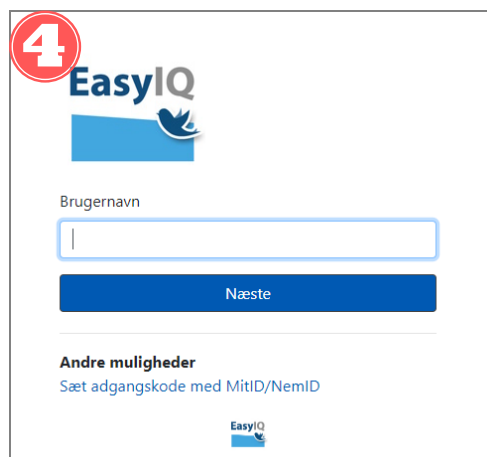 4
EasyIQ
Brugernavn
Næste
Andre muligheder
Sæt adgangskode med MitID/NemID
EasyIQ